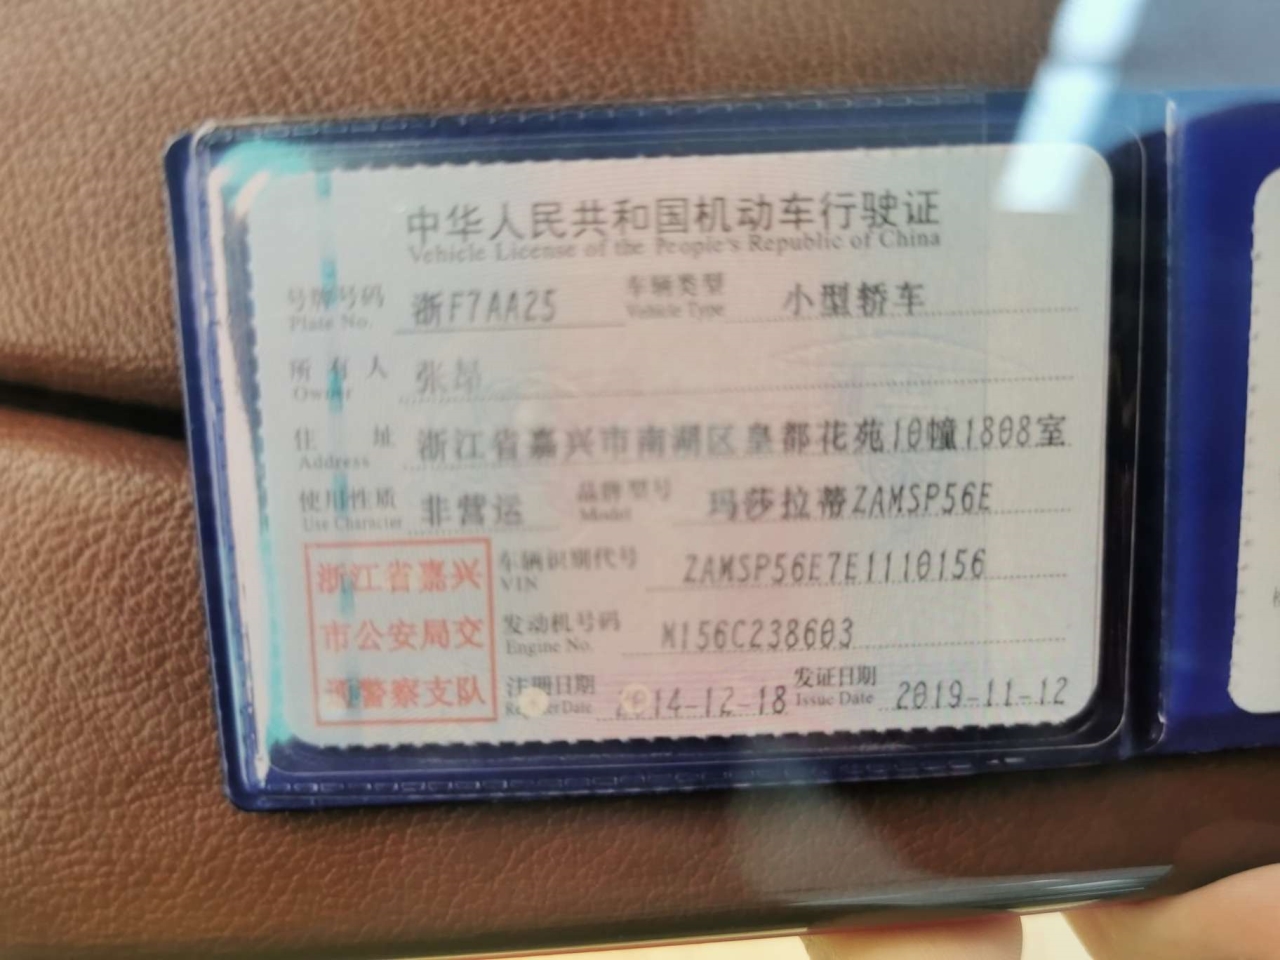 中华人民共和国机动车行驶证
Vehicle License of the People's Republic of China
号牌号码 浙F7AA25 车辆类型 小型轿车
Plate No. Vehicle Type
所有人 张昻
Owner
住址 浙江省嘉兴市南湖区皇都花苑10幢1808室
Address
使用性质 非营运 品牌型号 玛莎拉蒂ZAMSP56E
Use Character Model
浙江省嘉兴 车辆识别代号 ZAMSP56E7E1110156
VIN
市公安局交 发动机号码 M156C238603
Engine No.
通警察支队 注册日期 2014-12-18 发证日期 2019-11-12
Register Date Issue Date